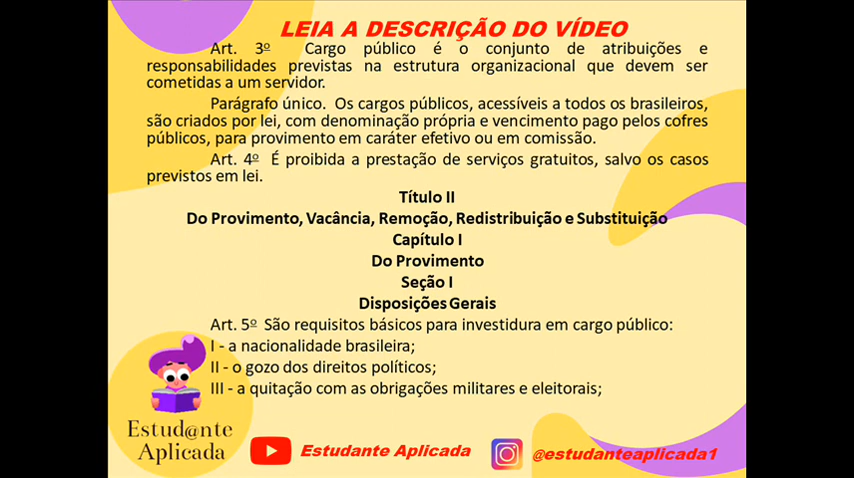 LEIA A DESCRIÇÃO DO VÍDEO
Art. 3º Cargo público é o conjunto de atribuições e
responsabilidades previstas na estrutura organizacional que devem ser
cometidas a um servidor.
Parágrafo único. Os cargos públicos, acessíveis a todos os brasileiros,
são criados por lei, com denominação própria e vencimento pago pelos cofres
públicos, para provimento em caráter efetivo ou em comissão.
Art. 4º É proibida a prestação de serviços gratuitos, salvo os casos
previstos em lei.
Título II
Do Provimento, Vacância, Remoção, Redistribuição e Substituição
Capítulo I
Do Provimento
Seção I
Disposições Gerais
Art. 5º São requisitos básicos para investidura em cargo público:
I - a nacionalidade brasileira;
II - o gozo dos direitos políticos;
III - a quitação com as obrigações militares e eleitorais;
Estud@nte
Aplicada
Estudante Aplicada
@estudanteaplicada1